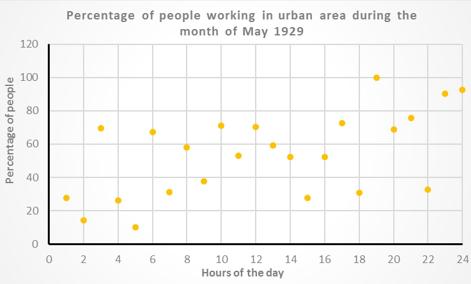 Percentage of people working in urban area during the
month of May 1929
120
100
80
60
40
20
0
Percentage of people
0 2 4 6 8 10 12 14 16 18 20 22 24
Hours of the day